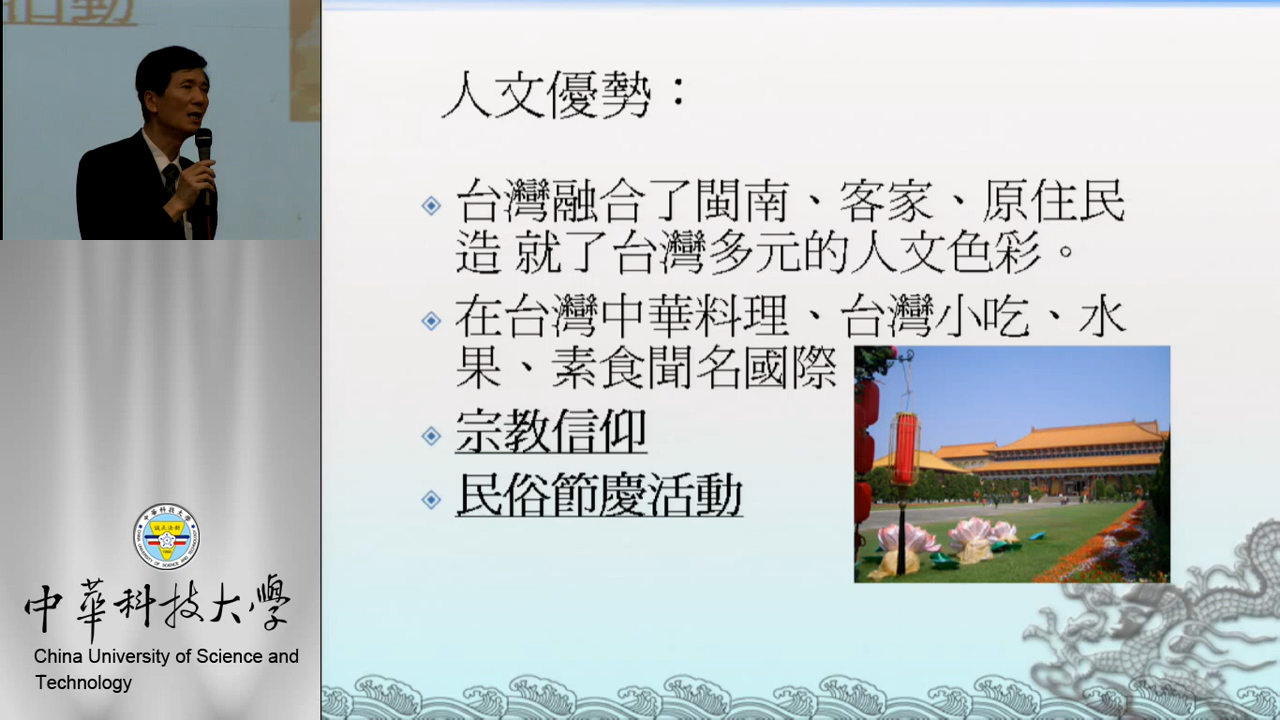 活動
人文優勢：
台灣融合了閩南、客家、原住民
造 就了台灣多元的人文色彩。
在台灣中華料理、台灣小吃、水
果、素食聞名國際
宗教信仰
民俗節慶活動
中華科技大學
China University of Science and
Technology